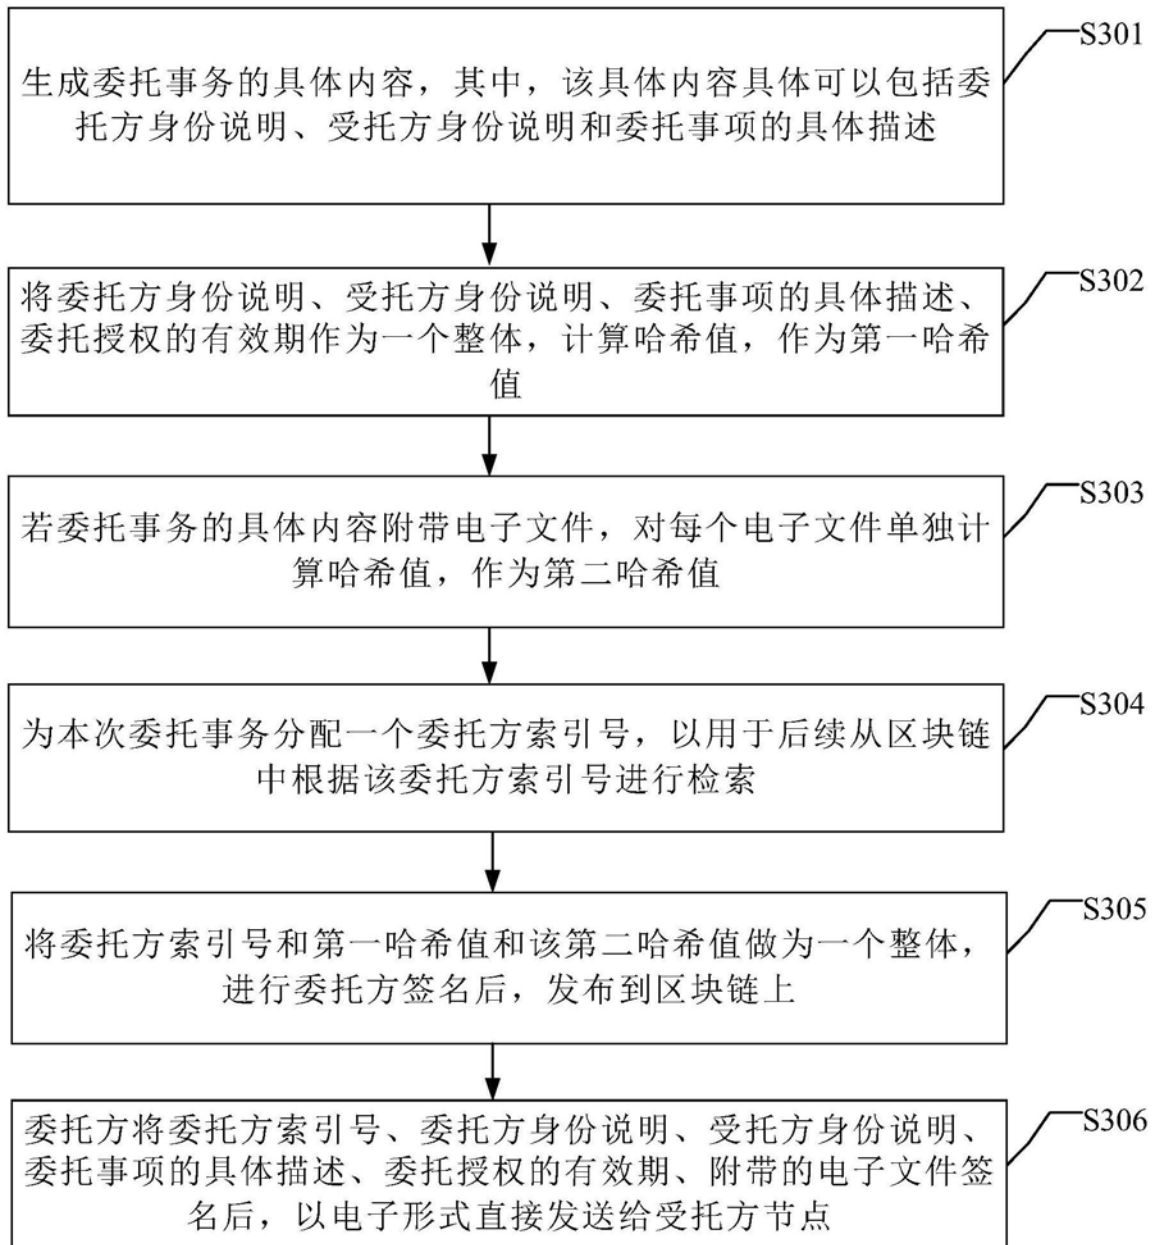 S301
生成委托事务的具体内容，其中，该具体内容具体可以包括委
托方身份说明、受托方身份说明和委托事项的具体描述
S302
将委托方身份说明、受托方身份说明、委托事项的具体描述、
委托授权的有效期作为一个整体，计算哈希值，作为第一哈希
值
S303
若委托事务的具体内容附带电子文件，对每个电子文件单独计
算哈希值，作为第二哈希值
S304
为本次委托事务分配一个委托方索引号，以用于后续从区块链
中根据该委托方索引号进行检索
S305
将委托方索引号和第一哈希值和该第二哈希值做为一个整体，
进行委托方签名后，发布到区块链上
S306
委托方将委托方索引号、委托方身份说明、受托方身份说明、
委托事项的具体描述、委托授权的有效期、附带的电子文件签
名后，以电子形式直接发送给受托方节点